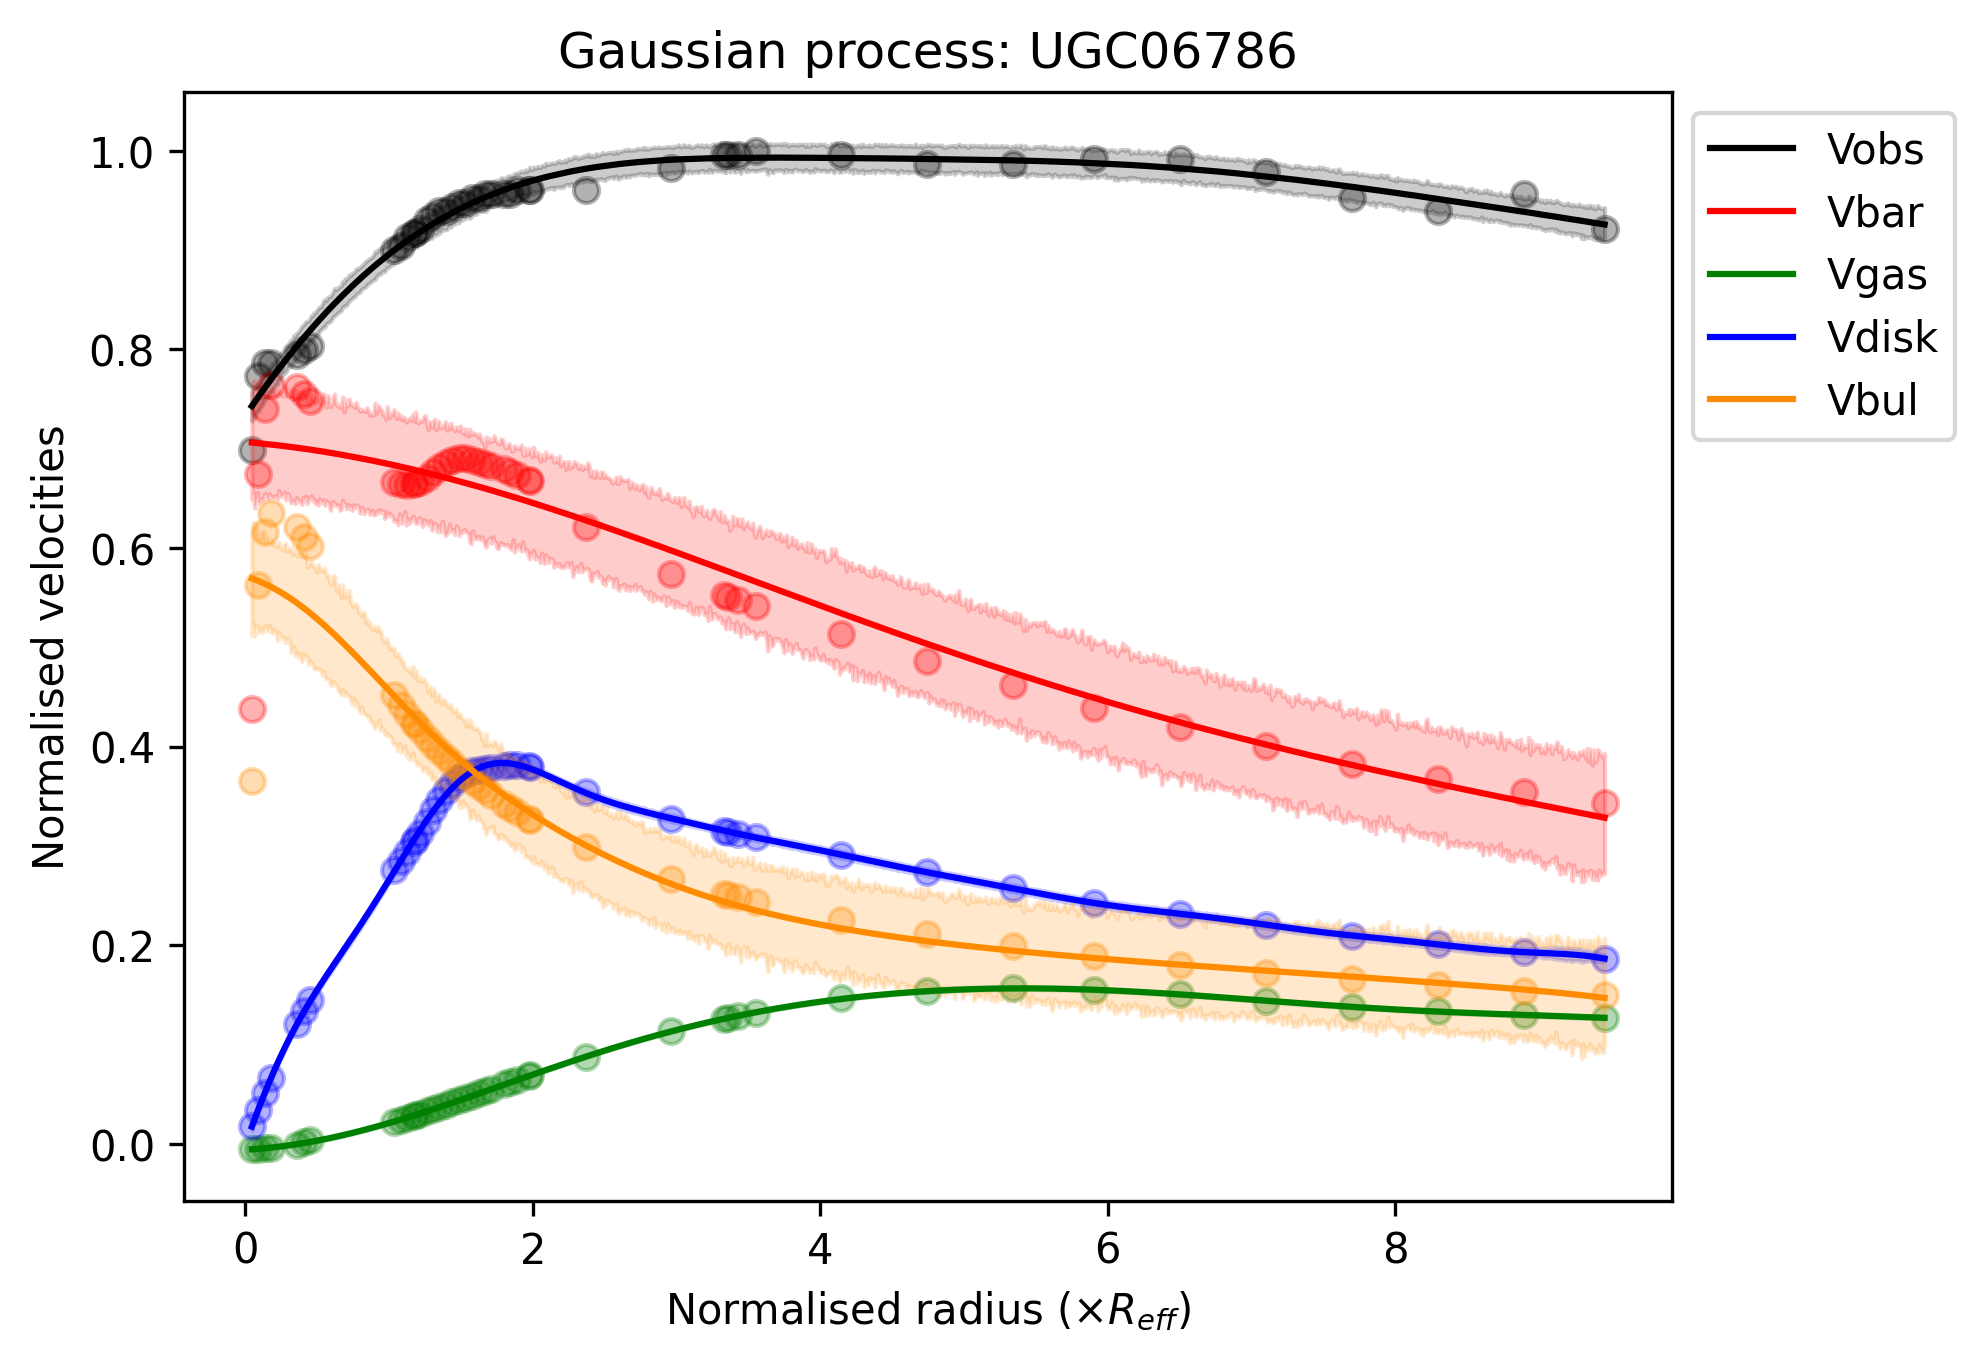 Gaussian process: UGC06786
Normalised velocities
1.0
0.8
0.6
0.4
0.2
0.0
0 2 4 6 8
Normalised radius (×R_eff)
Vobs
Vbar
Vgas
Vdisk
Vbul